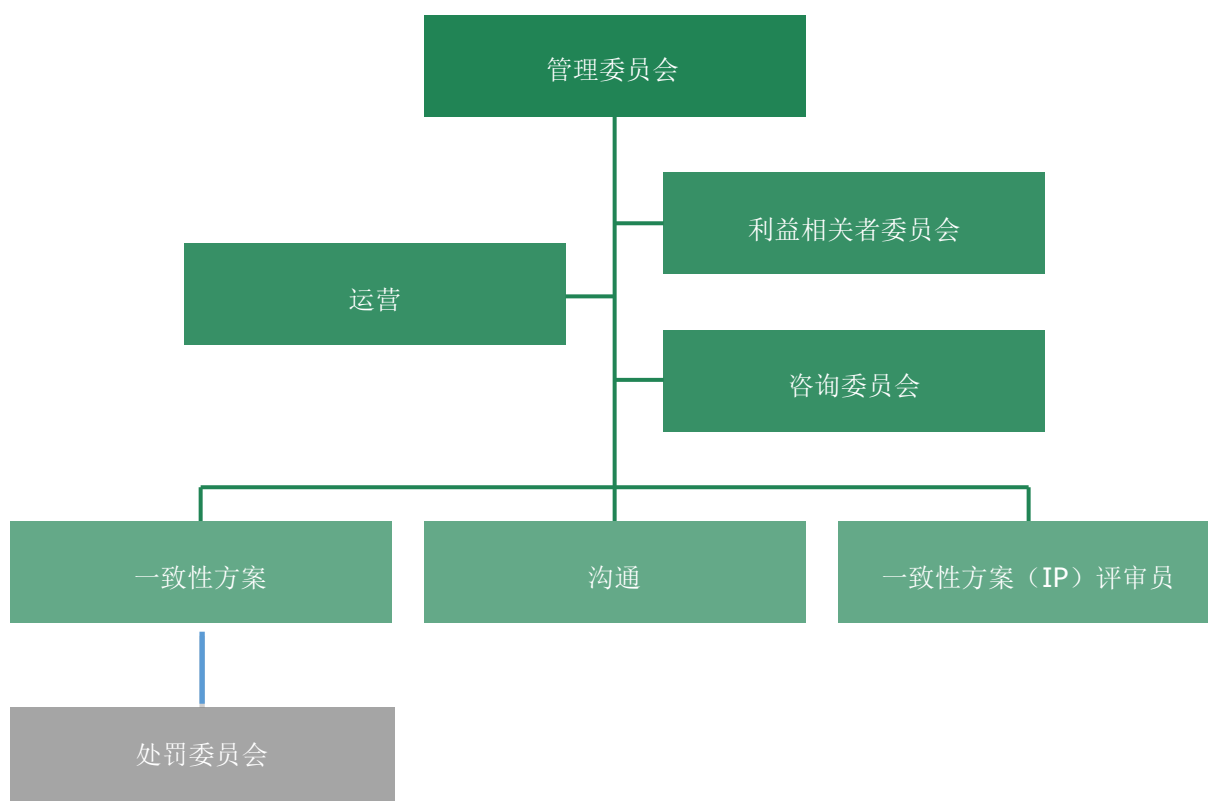 管理委员会
利益相关者委员会
运营
咨询委员会
一致性方案
沟通
一致性方案（IP）评审员
处罚委员会